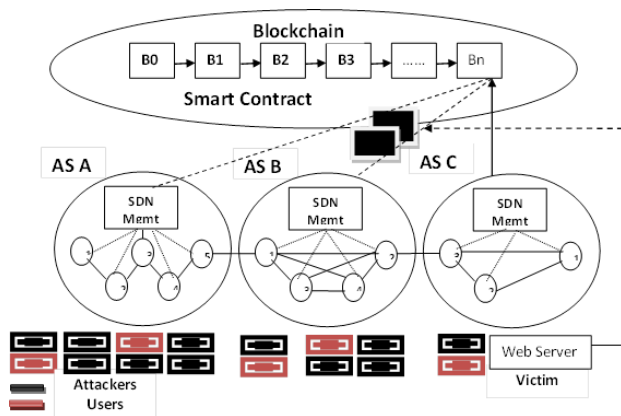 Blockchain
B0 B1 B2 B3 ...... Bn
Smart Contract
AS A AS B AS C
SDN SDN SDN
Mgmt Mgmt Mgmt
Web Server
Attackers Victim
Users